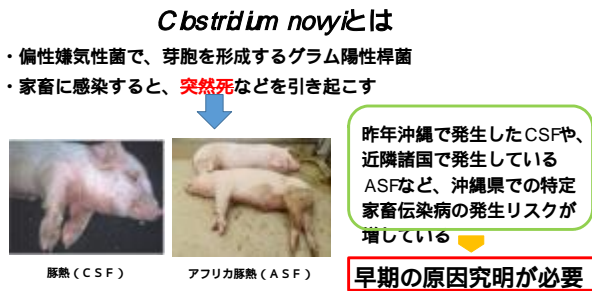 Clostridium novyiとは
・偏性嫌気性菌で、芽胞を形成するグラム陽性桿菌
・家畜に感染すると、突然死などを引き起こす
昨年沖縄で発生したCSFや、
近隣諸国で発生している
ASFなど、沖縄県での特定
家畜伝染病の発生リスクが
増している
豚熱(CSF)
アフリカ豚熱(ASF)
早期の原因究明が必要